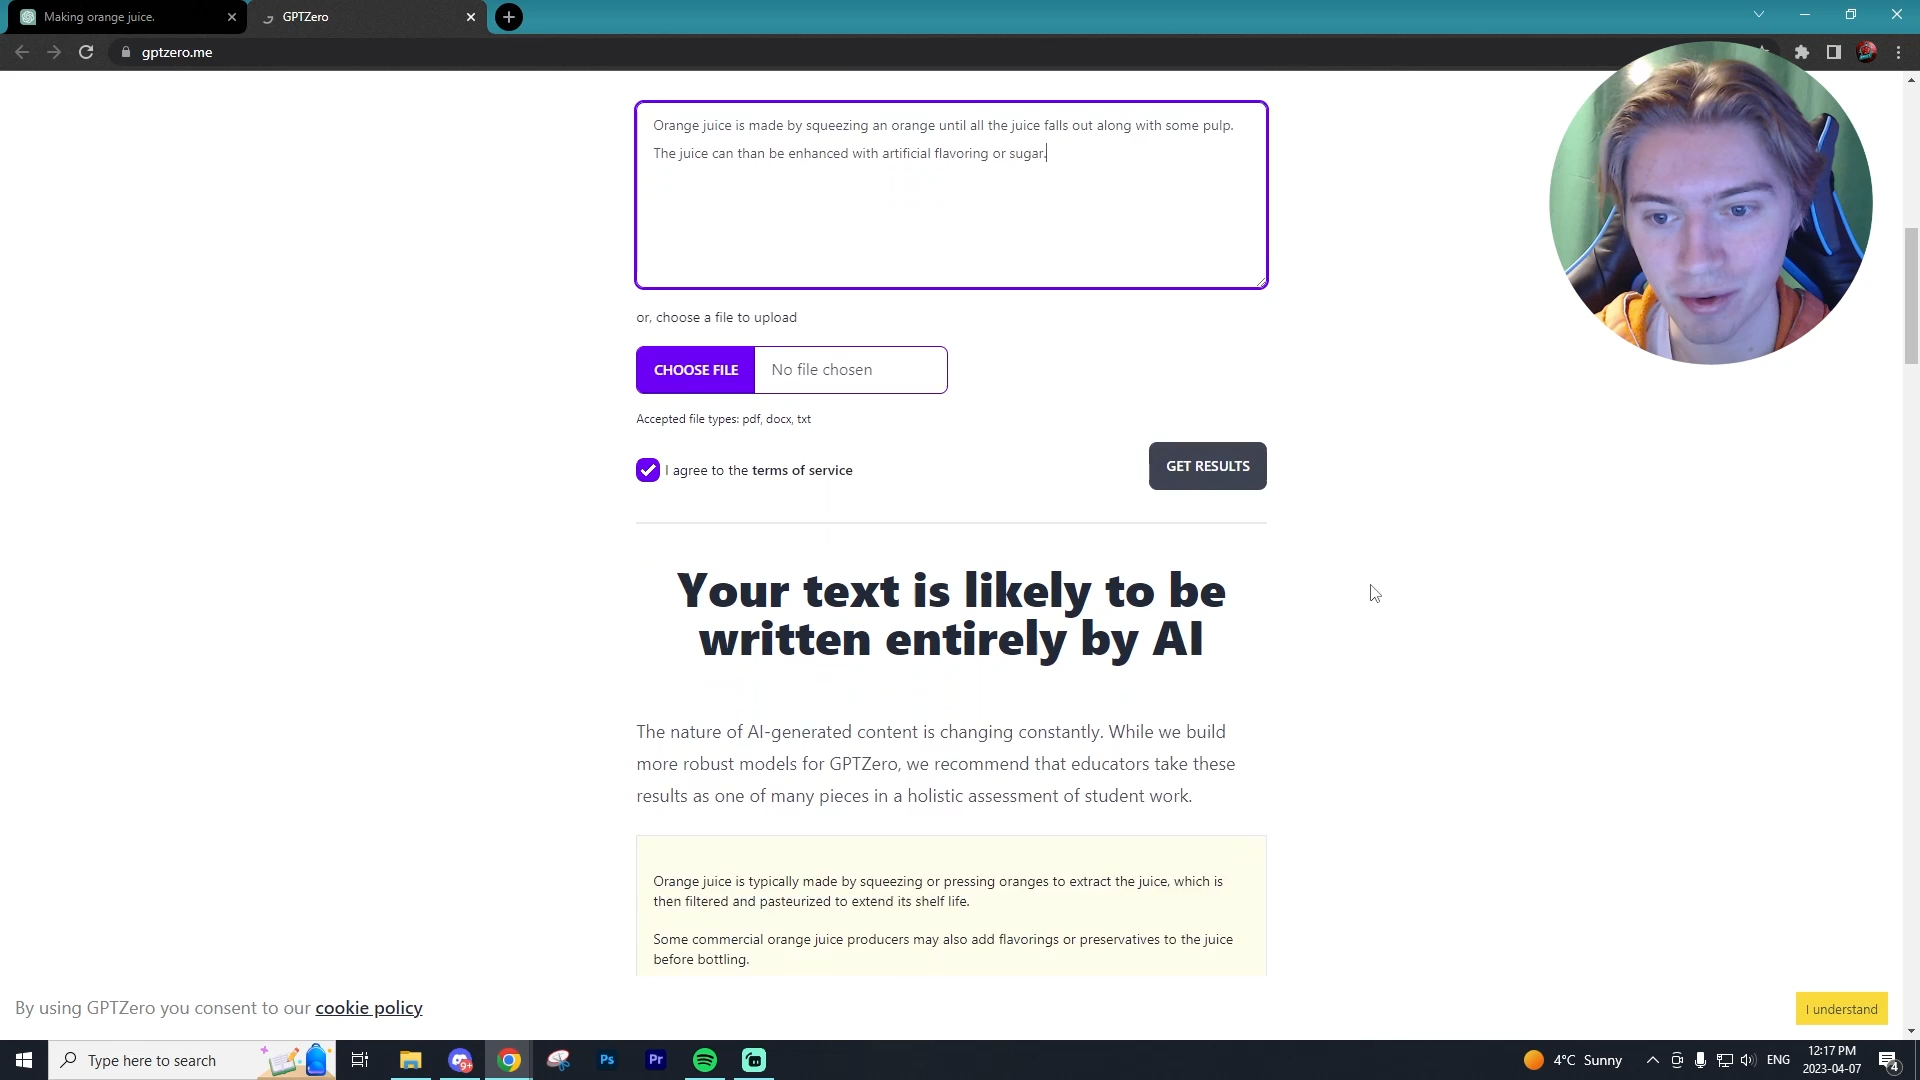 Making orange juice.
GPTZero
gptzero.me
Orange juice is made by squeezing an orange until all the juice falls out along with some pulp.
The juice can than be enhanced with artificial flavoring or sugar.
or, choose a file to upload
CHOOSE FILE
No file chosen
Accepted file types: pdf, docx, txt
I agree to the terms of service
GET RESULTS
Your text is likely to be
written entirely by AI
The nature of AI-generated content is changing constantly. While we build
more robust models for GPTZero, we recommend that educators take these
results as one of many pieces in a holistic assessment of student work.
Orange juice is typically made by squeezing or pressing oranges to extract the juice, which is
then filtered and pasteurized to extend its shelf life.
Some commercial orange juice producers may also add flavorings or preservatives to the juice
before bottling.
By using GPTZero you consent to our cookie policy
I understand
Type here to search
9+
Ps
Pr
4°C Sunny
ENG
12:17 PM
2023-04-07
4